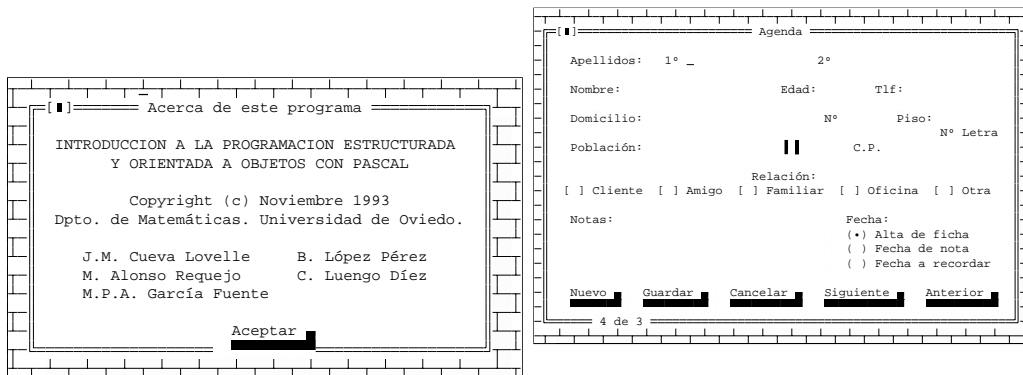 [▮] Acerca de este programa
INTRODUCCION A LA PROGRAMACION ESTRUCTURADA
Y ORIENTADA A OBJETOS CON PASCAL
Copyright (c) Noviembre 1993
Dpto. de Matemáticas. Universidad de Oviedo.
J.M. Cueva Lovelle B. López Pérez
M. Alonso Requejo C. Luengo Díez
M.P.A. García Fuente
Aceptar
[▮] Agenda
Apellidos: 1º _ 2º
Nombre: Edad: Tlf:
Domicilio: Nº Piso:
Nº Letra
Población: C.P.
Relación:
[ ] Cliente [ ] Amigo [ ] Familiar [ ] Oficina [ ] Otra
Notas: Fecha:
(•) Alta de ficha
( ) Fecha de nota
( ) Fecha a recordar
Nuevo Guardar Cancelar Siguiente Anterior
4 de 3